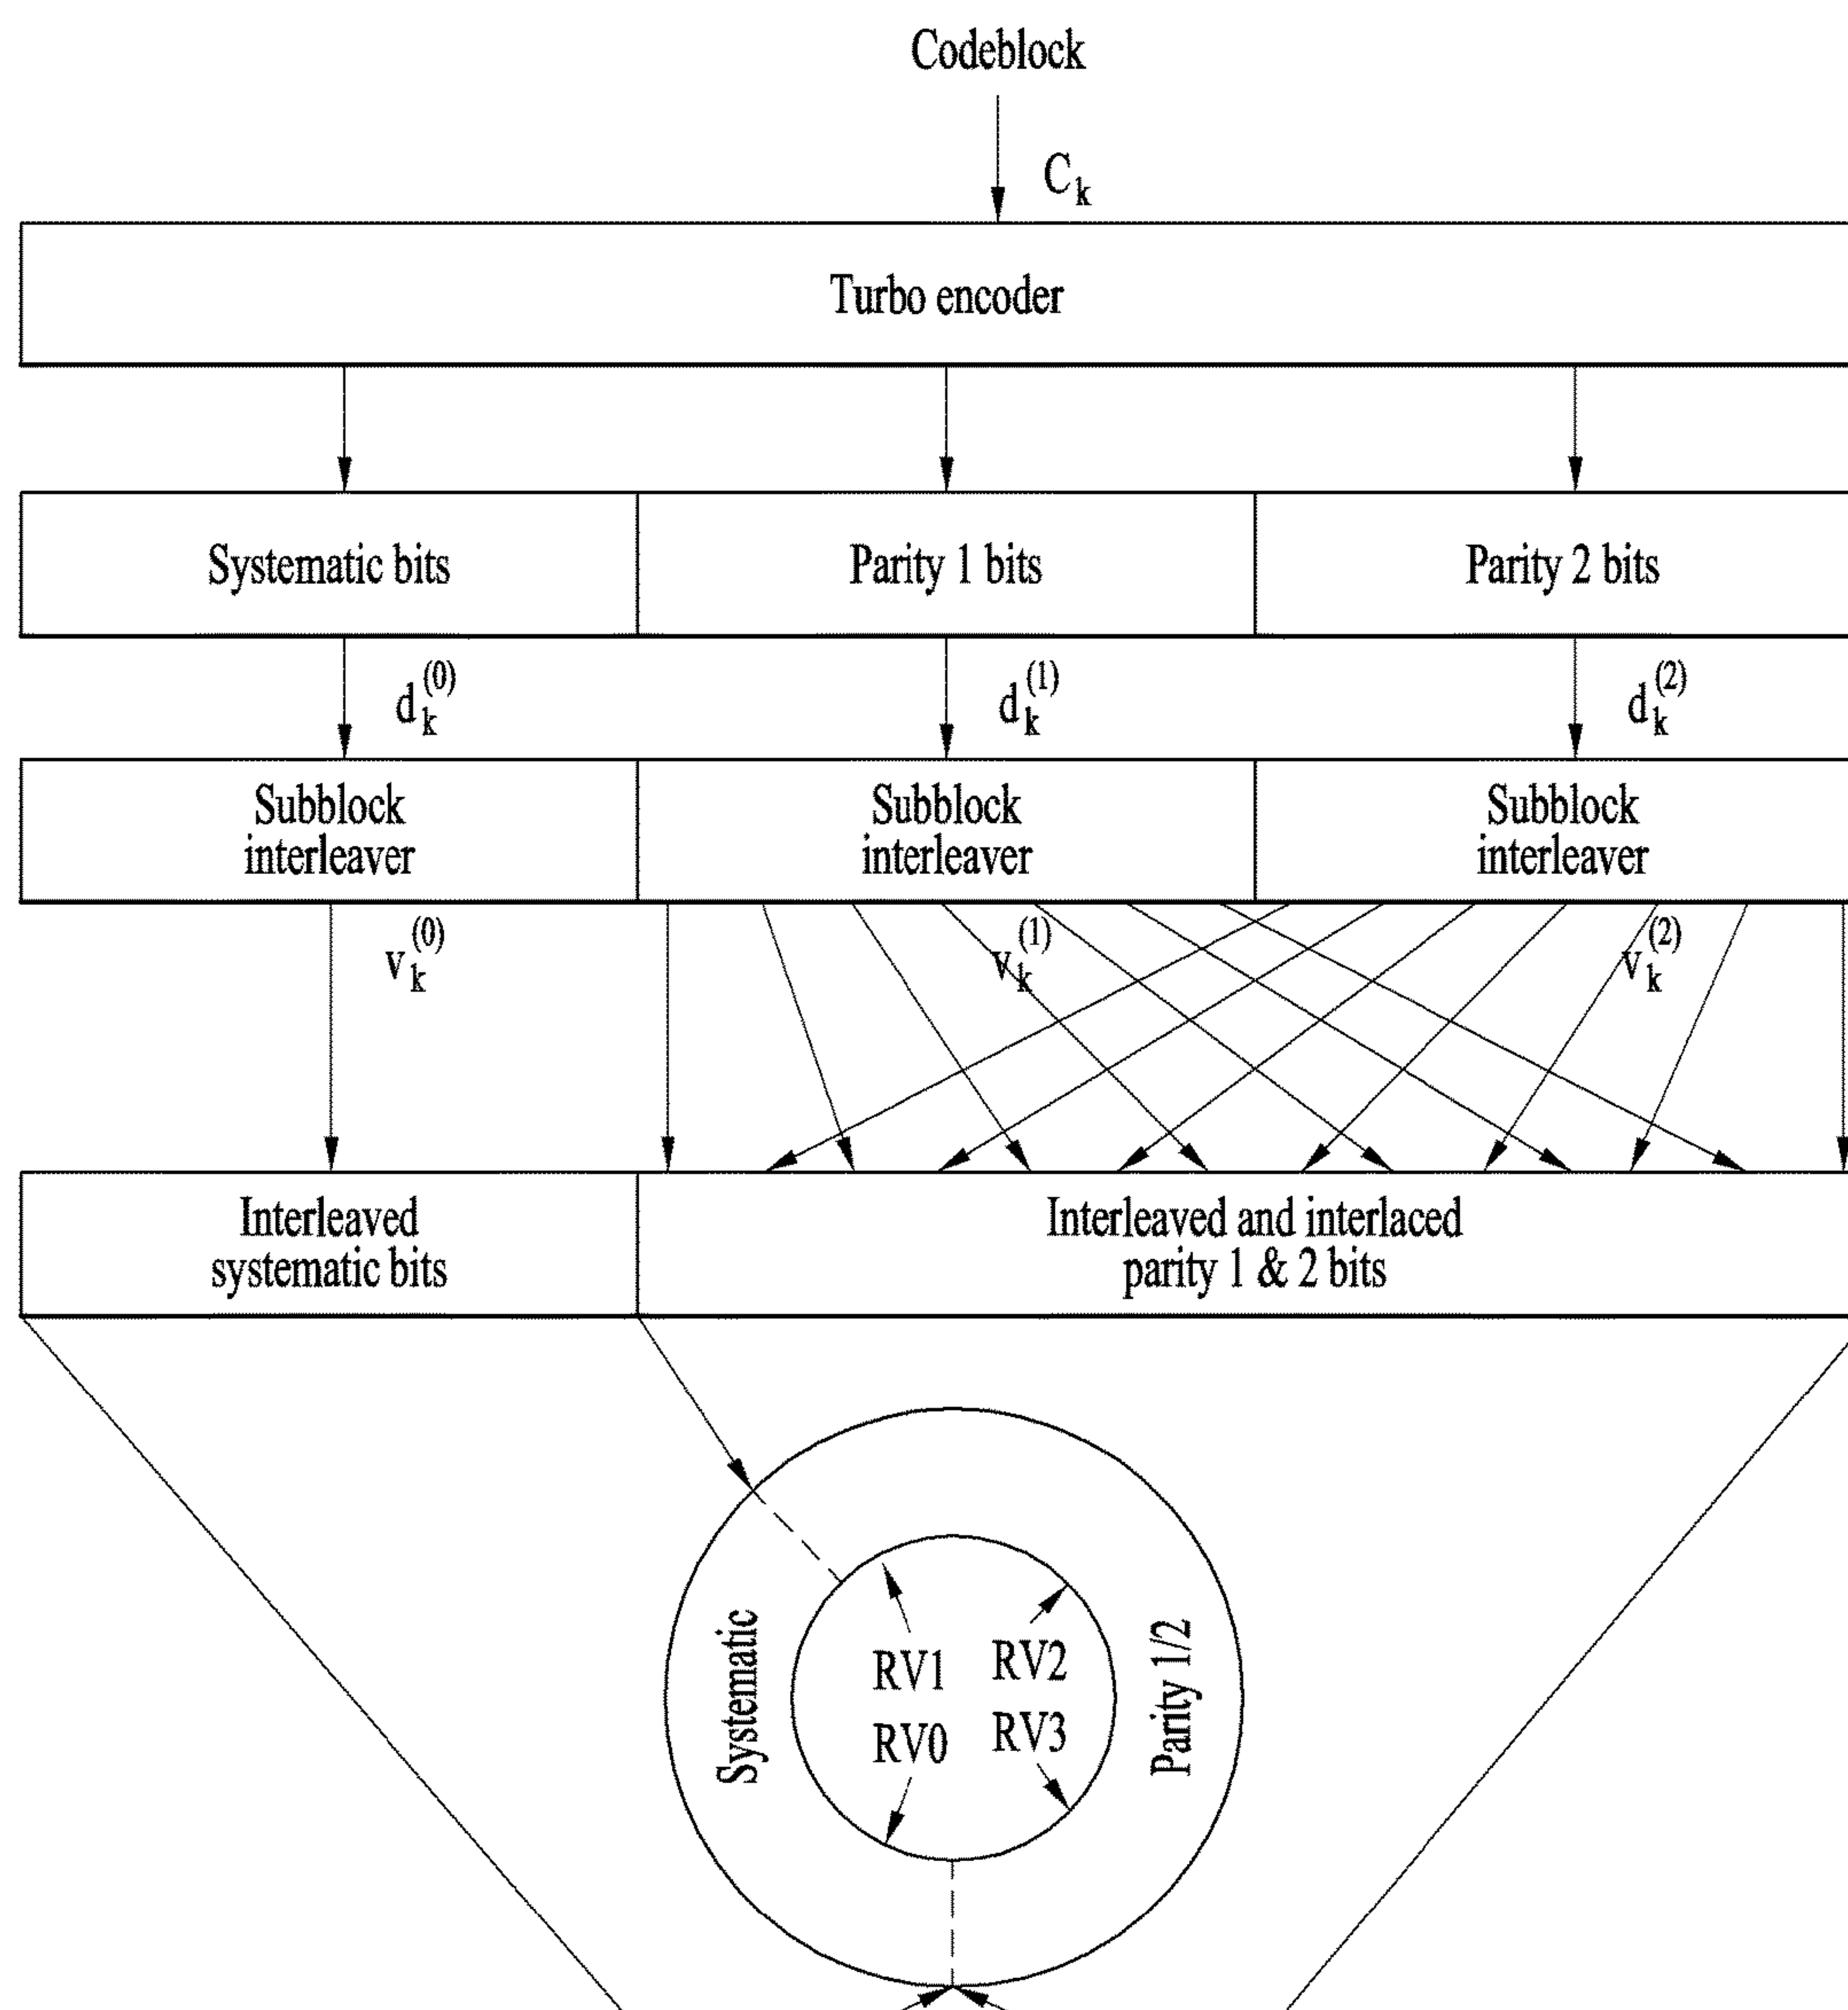 Codeblock
C_k
Turbo encoder
Systematic bits
Parity 1 bits
Parity 2 bits
d_k^(0)
d_k^(1)
d_k^(2)
Subblock
interleaver
Subblock
interleaver
Subblock
interleaver
v_k^(0)
v_k^(1)
v_k^(2)
Interleaved
systematic bits
Interleaved and interlaced
parity 1 & 2 bits
Systematic
RV1
RV2
RV0
RV3
Parity 1/2